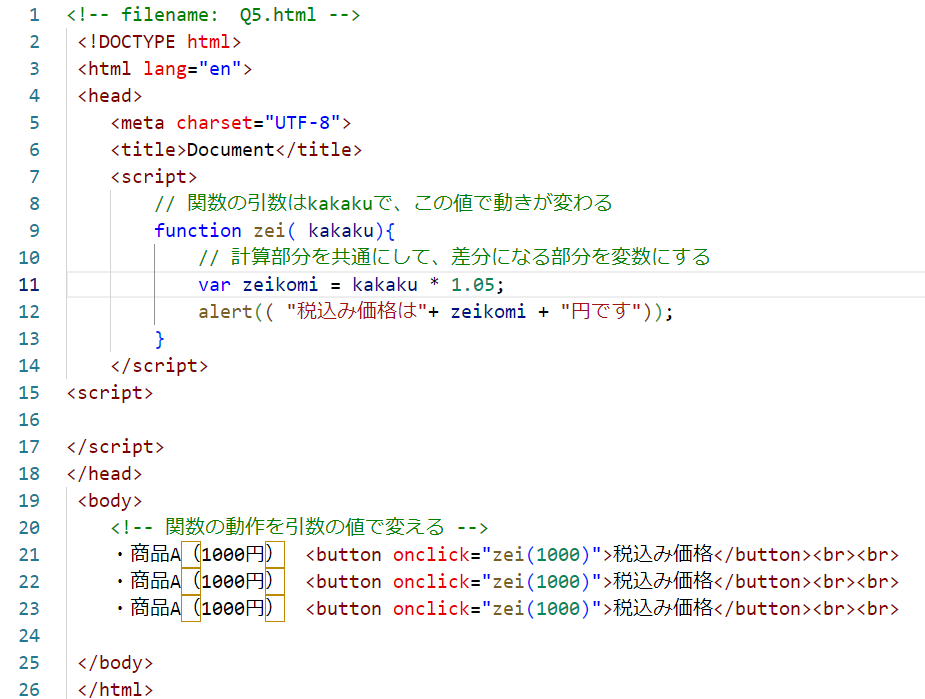 1 <!-- filename:  Q5.html -->
2 <!DOCTYPE html>
3 <html lang="en">
4 <head>
5    <meta charset="UTF-8">
6    <title>Document</title>
7    <script>
8        // 関数の引数はkakakuで、この値で動きが変わる
9        function zei( kakaku){
10            // 計算部分を共通にして、差分になる部分を変数にする
11            var zeikomi = kakaku * 1.05;
12            alert(( "税込み価格は"+ zeikomi + "円です"));
13        }
14    </script>
15 <script>
16
17 </script>
18 </head>
19 <body>
20    <!-- 関数の動作を引数の値で変える -->
21    ・商品A（1000円）  <button onclick="zei(1000)">税込み価格</button><br><br>
22    ・商品A（1000円）  <button onclick="zei(1000)">税込み価格</button><br><br>
23    ・商品A（1000円）  <button onclick="zei(1000)">税込み価格</button><br><br>
24
25 </body>
26 </html>